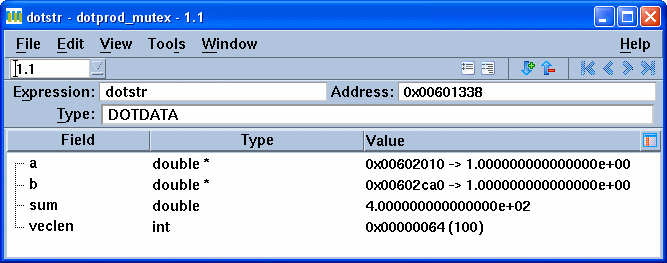 dotstr - dotprod_mutex - 1.1
File Edit View Tools Window Help
1.1
Expression: dotstr Address: 0x00601338
Type: DOTDATA
Field Type Value
a double * 0x00602010 -> 1.000000000000000e+00
b double * 0x00602ca0 -> 1.000000000000000e+00
sum double 4.000000000000000e+02
veclen int 0x00000064 (100)